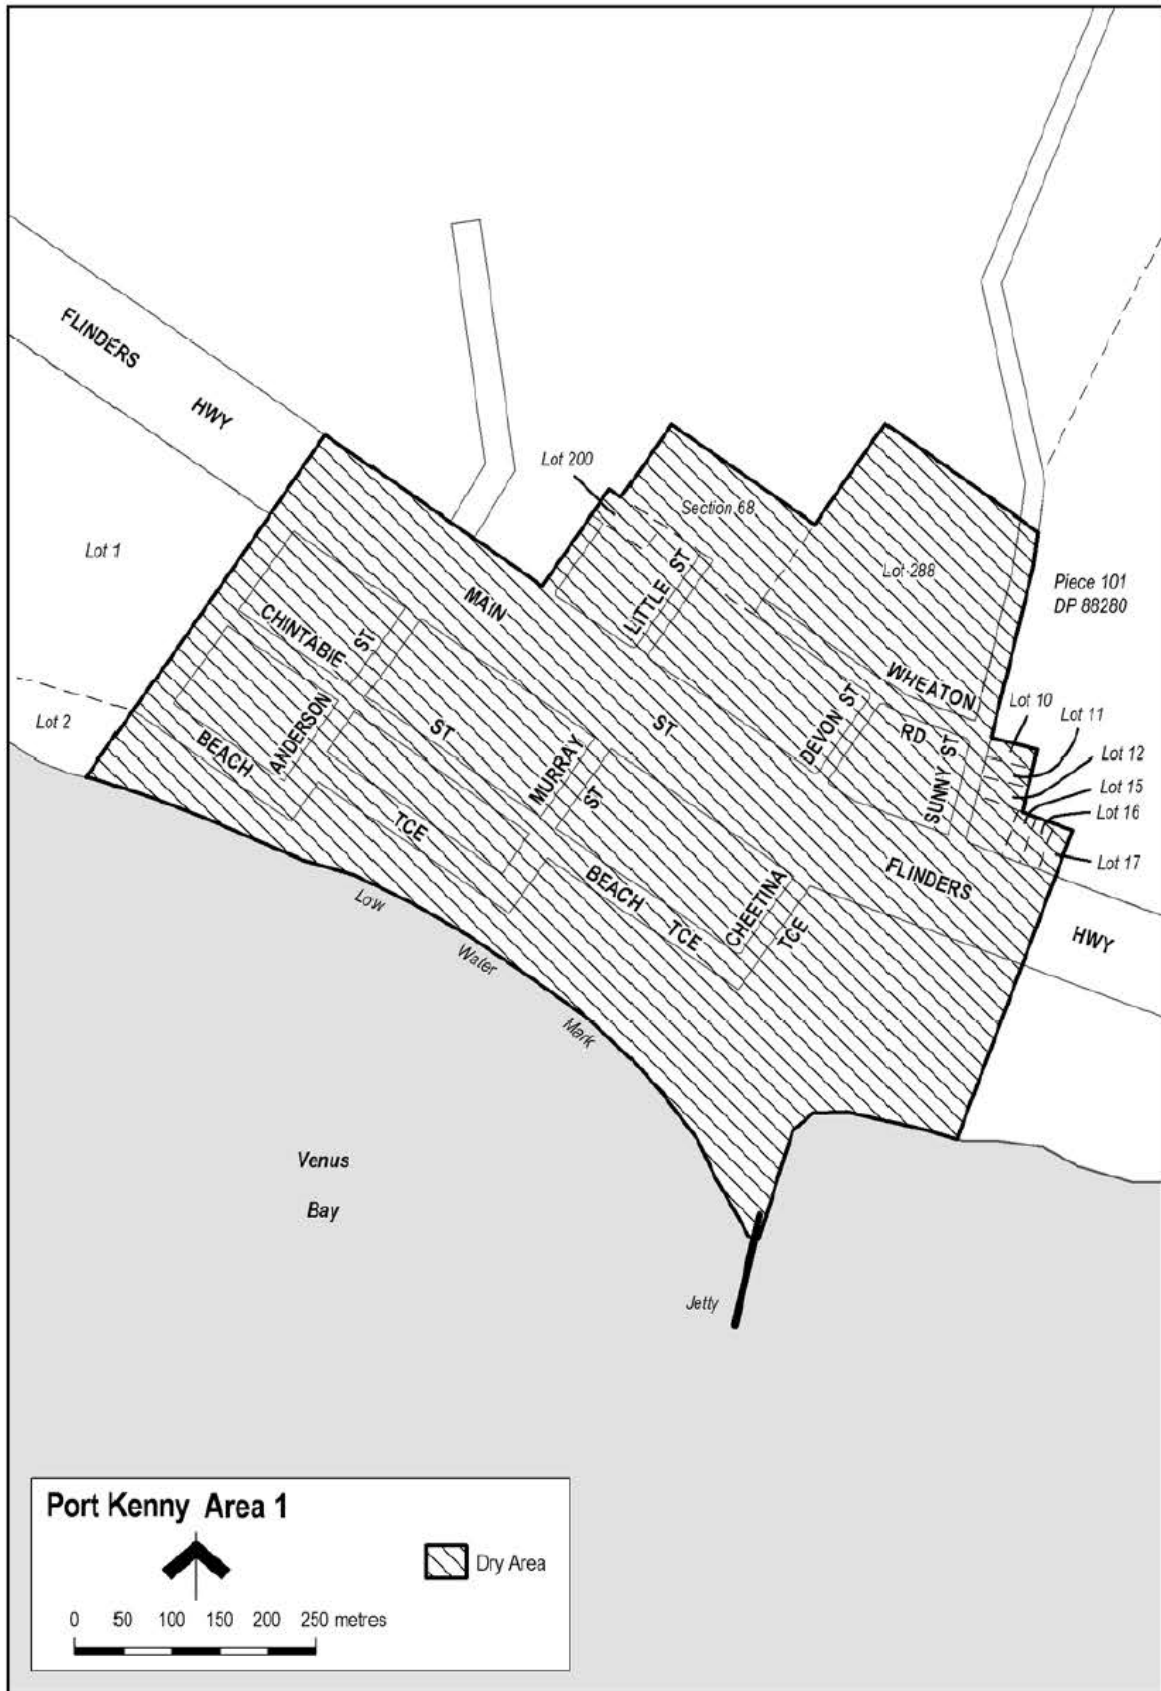 FLINDERS
HWY
Lot 200
Section 68
Lot 1
Lot 288
Piece 101
DP 88280
MAIN
LITTLE ST
CHINTABIE
ST
WHEATON
Lot 10
Lot 11
Lot 2
ANDERSON
ST
ST
DEVON ST
RD
SUNNY ST
Lot 12
BEACH
MURRAY
ST
Lot 15
Lot 16
TCE
Lot 17
FLINDERS
BEACH
CHEETINA
TCE
TCE
HWY
Low
Water
Mark
Venus
Bay
Jetty
Port Kenny Area 1
Dry Area
0 50 100 150 200 250 metres